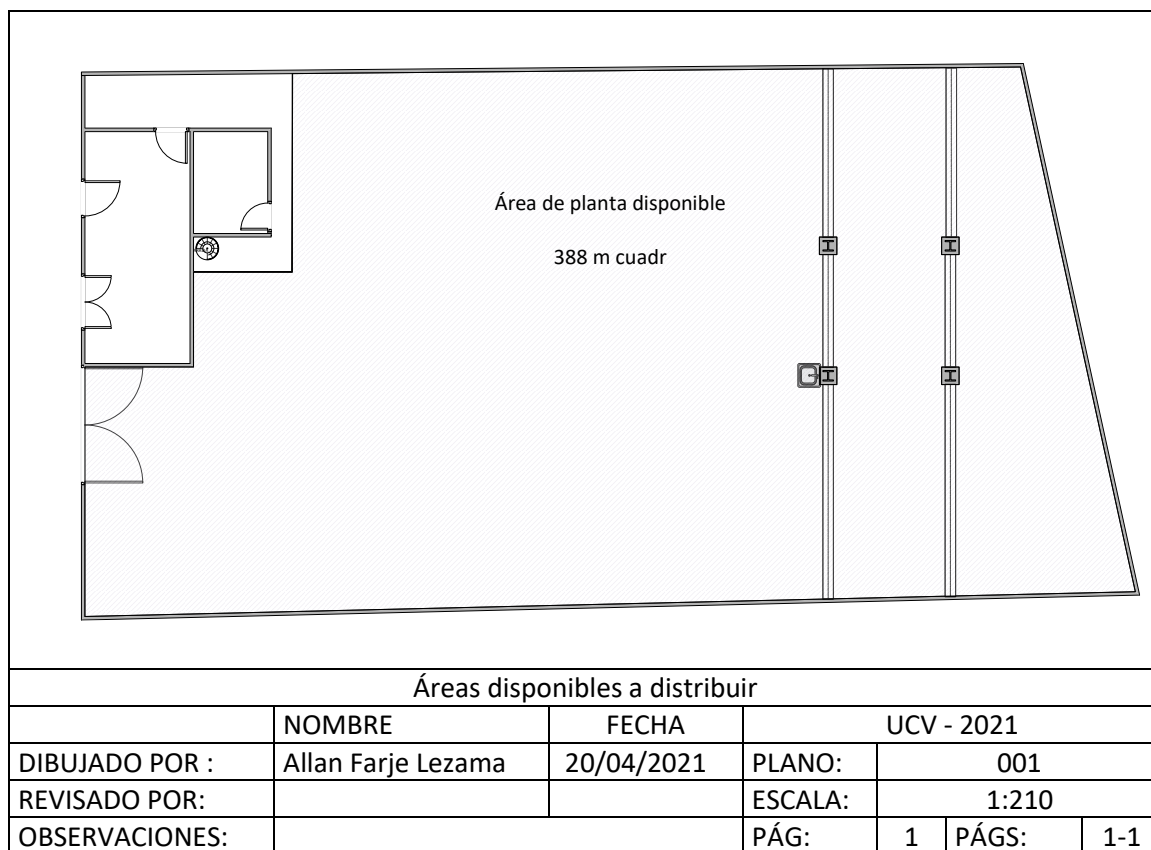 Área de planta disponible
388 m cuadr
Áreas disponibles a distribuir
NOMBRE FECHA UCV - 2021
DIBUJADO POR : Allan Farje Lezama 20/04/2021 PLANO: 001
REVISADO POR: ESCALA: 1:210
OBSERVACIONES: PÁG: 1 PÁGS: 1-1